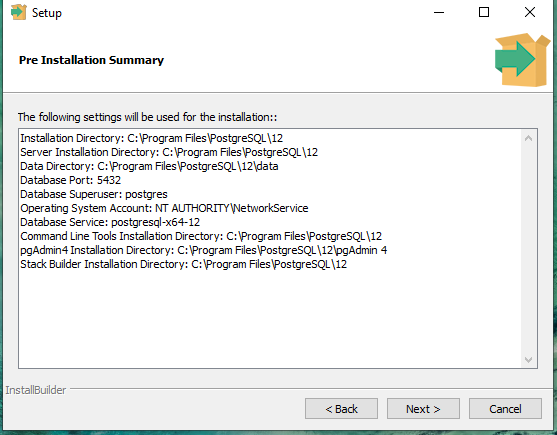 Setup
Pre Installation Summary
The following settings will be used for the installation::
Installation Directory: C:\Program Files\PostgreSQL\12
Server Installation Directory: C:\Program Files\PostgreSQL\12
Data Directory: C:\Program Files\PostgreSQL\12\data
Database Port: 5432
Database Superuser: postgres
Operating System Account: NT AUTHORITY\NetworkService
Database Service: postgresql-x64-12
Command Line Tools Installation Directory: C:\Program Files\PostgreSQL\12
pgAdmin4 Installation Directory: C:\Program Files\PostgreSQL\12\pgAdmin 4
Stack Builder Installation Directory: C:\Program Files\PostgreSQL\12
InstallBuilder
< Back Next > Cancel